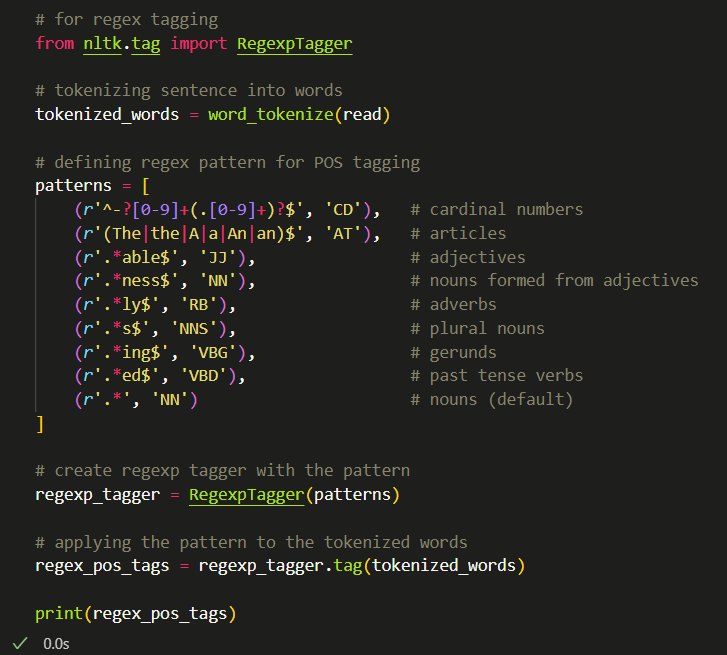 # for regex tagging
from nltk.tag import RegexpTagger
# tokenizing sentence into words
tokenized_words = word_tokenize(read)
# defining regex pattern for POS tagging
patterns = [
(r'^-?[0-9]+(.[0-9]+)?$', 'CD'), # cardinal numbers
(r'(The|the|A|a|An|an)$', 'AT'), # articles
(r'.*able$', 'JJ'), # adjectives
(r'.*ness$', 'NN'), # nouns formed from adjectives
(r'.*ly$', 'RB'), # adverbs
(r'.*s$', 'NNS'), # plural nouns
(r'.*ing$', 'VBG'), # gerunds
(r'.*ed$', 'VBD'), # past tense verbs
(r'.*', 'NN') # nouns (default)
]
# create regexp tagger with the pattern
regexp_tagger = RegexpTagger(patterns)
# applying the pattern to the tokenized words
regex_pos_tags = regexp_tagger.tag(tokenized_words)
print(regex_pos_tags)
0.0s